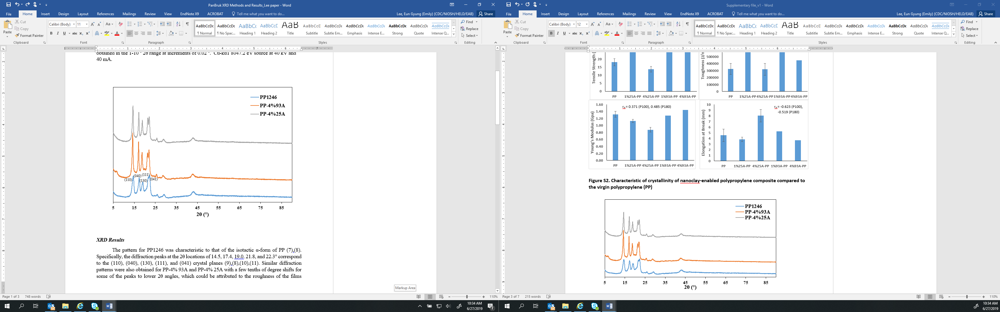 PanBruk XRD Methods and Results_Lee paper - Word
File Home Insert Design Layout References Mailings Review View EndNote X9 ACROBAT Tell me what you want to do... Lee, Eun Gyung (Emily) (CDC/NIOSH/HELD/EAB) Share
Paste
Cut
Copy
Format Painter
Clipboard
Calibri (Body) 11
Font
Paragraph
AaBbCcDc AaBbCcDc AaBbC( AaBbCcC AaB AaBbCcC AaBbCcDc AaBbCcDc AaBbCcDc AaBbCcDc AaBbCcDc AaBbCcDc
¶ Normal ¶ No Spac... Heading 1 Heading 2 Title Subtitle Subtle Em... Emphasis Intense E... Strong Quote Intense Q...
Styles
Find
Replace
Select
Editing
obtained in the 1-10 ° 2θ range at increments of 0.02 °. Cu-kα1 8047.2 eV source at 40 kV and
40 mA.
PP1246
PP-4%93A
PP-4%25A
(110) (040) (130) (111) (041)
5 15 25 35 45 55 65 75 85
2θ (°)
XRD Results
The pattern for PP1246 was characteristic to that of the isotactic α-form of PP (7),(8).
Specifically, the diffraction peaks at the 2θ locations of 14.5, 17.4, 19.0, 21.8, and 22.3° correspond
to the (110), (040), (130), (111), and (041) crystal planes (9),(8),(10),(11). Similar diffraction
patterns were also obtained for PP-4% 93A and PP-4% 25A with a few tenths of degree shifts for
some of the peaks to lower 2θ angles, which could be attributed to the roughness of the films
Markup Area
Page 1 of 3 748 words 110%
10:34 AM
6/27/2019
Supplementary file_v1 - Word
File Home Insert Design Layout References Mailings Review View EndNote X9 ACROBAT Tell me what you want to do... Lee, Eun Gyung (Emily) (CDC/NIOSH/HELD/EAB) Share
Paste
Cut
Copy
Format Painter
Clipboard
Calibri (Body) 12
Font
Paragraph
AaBbCcDc AaBbCcDc AaBbC( AaBbCcC AaB AaBbCcC AaBbCcDc AaBbCcDc AaBbCcDc AaBbCcDc AaBbCcDc AaBbCcDc
¶ Normal ¶ No Spac... Heading 1 Heading 2 Title Subtitle Subtle Em... Emphasis Intense E... Strong Quote Intense Q...
Styles
Find
Replace
Select
Editing
Tensile Strength (
20
15
10
5
0
PP 1%25A-PP 4%25A-PP 1%93A-PP 4%93A-PP
Toughness (J/n
500000
400000
300000
200000
100000
0
PP 1%25A-PP 4%25A-PP 1%93A-PP 4%93A-PP
Young's Modulus (Gpa)
rs= 0.371 (P100), 0.485 (P180)
1.60
1.40
1.20
1.00
0.80
0.60
0.40
0.20
0.00
PP 1%25A-PP 4%25A-PP 1%93A-PP 4%93A-PP
Elongation at Break (mm)
rs= -0.623 (P100),
-0.519 (P180)
10
9
8
7
6
5
4
3
2
1
0
PP 1%25A-PP 4%25A-PP 1%93A-PP 4%93A-PP
Figure S2. Characteristic of crystallinity of nanoclay-enabled polypropylene composite compared to
the virgin polypropylene (PP)
PP1246
PP-4%93A
PP-4%25A
5 15 25 35 45 55 65 75 85
2θ (°)
Page 3 of 7 215 words 110%
10:34 AM
6/27/2019